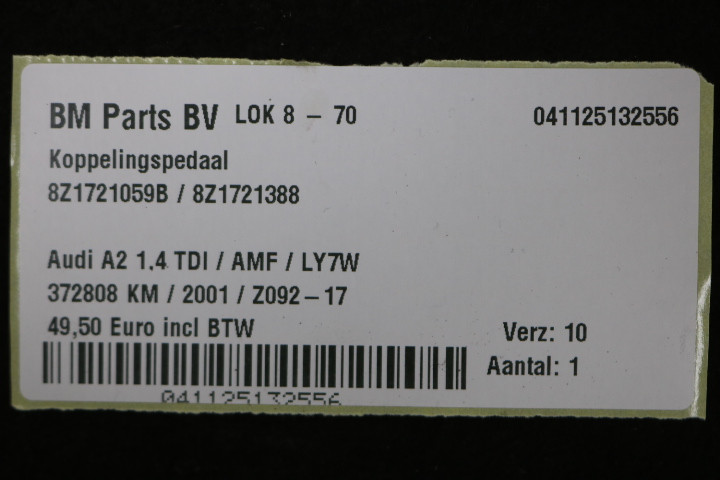 BM Parts BV LOK 8 – 70 041125132556
Koppelingspedaal
8Z1721059B / 8Z1721388
Audi A2 1.4 TDI / AMF / LY7W
372808 KM / 2001 / Z092–17
49,50 Euro incl BTW
Verz: 10
Aantal: 1
041125132556